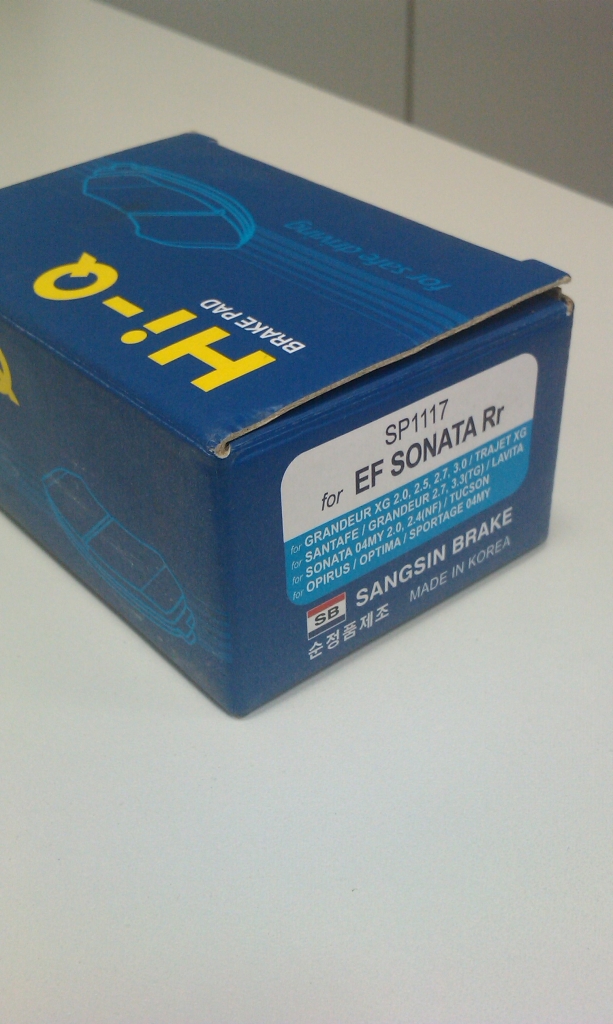 for safe driving
Hi-Q
BRAKE PAD
SP1117
for EF SONATA Rr
for GRANDEUR XG 2.0, 2.5, 2.7, 3.0 / TRAJET XG
for SANTAFE / GRANDEUR 2.7, 3.3(TG) / LAVITA
for SONATA 04MY 2.0, 2.4(NF) / TUCSON
for OPIRUS / OPTIMA / SPORTAGE 04MY
SB SANGSIN BRAKE
순정품제조 MADE IN KOREA